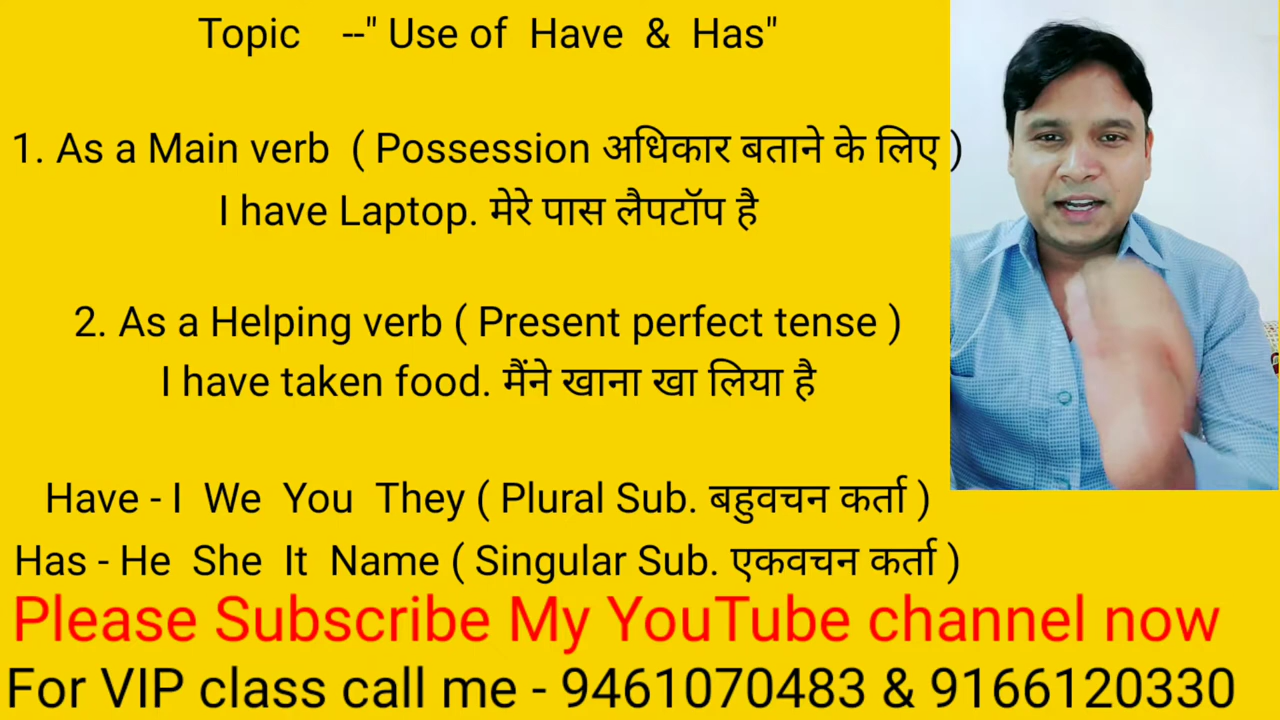 Topic --" Use of Have & Has"
1. As a Main verb ( Possession अधिकार बताने के लिए )
I have Laptop. मेरे पास लैपटॉप है
2. As a Helping verb ( Present perfect tense )
I have taken food. मैंने खाना खा लिया है
Have - I We You They ( Plural Sub. बहुवचन कर्ता )
Has - He She It Name ( Singular Sub. एकवचन कर्ता )
Please Subscribe My YouTube channel now
For VIP class call me - 9461070483 & 9166120330